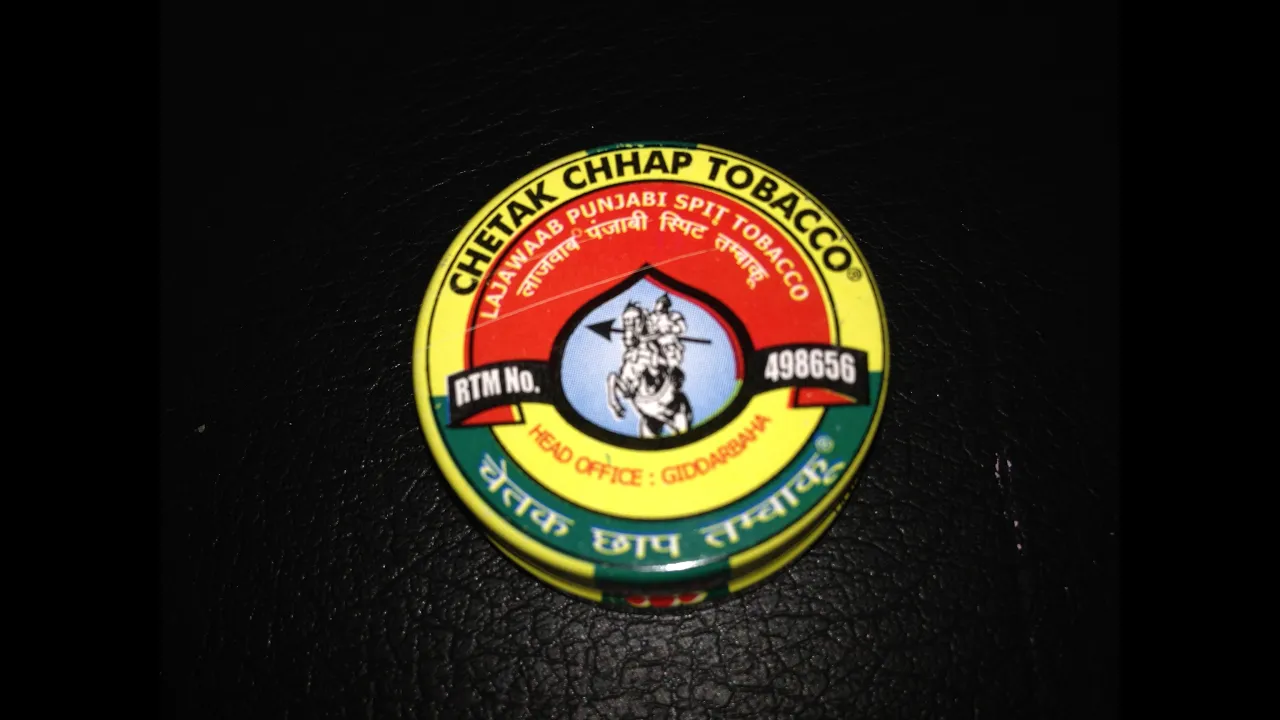 CHETAK CHHAP TOBACCO®
LAJAWAAB PUNJABI SPIT TOBACCO
लाजवाब पंजाबी स्पिट तम्बाकू
RTM No. 498656
HEAD OFFICE : GIDDARBAHA
चेतक छाप तम्बाकू®